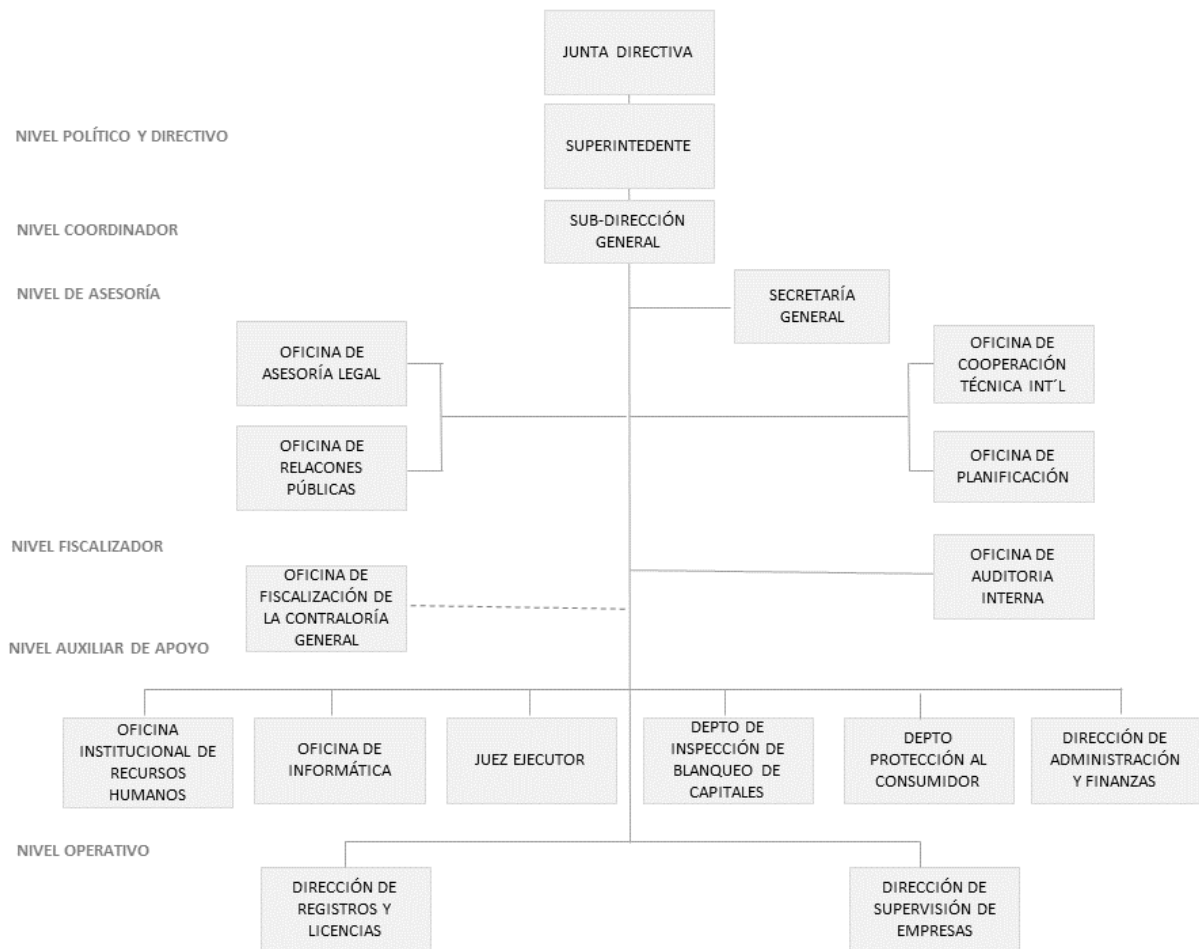 JUNTA DIRECTIVA
NIVEL POLÍTICO Y DIRECTIVO
SUPERINTEDENTE
NIVEL COORDINADOR
SUB-DIRECCIÓN
GENERAL
NIVEL DE ASESORÍA
SECRETARÍA
GENERAL
OFICINA DE
ASESORÍA LEGAL
OFICINA DE
COOPERACIÓN
TÉCNICA INT´L
OFICINA DE
RELACONES
PÚBLICAS
OFICINA DE
PLANIFICACIÓN
NIVEL FISCALIZADOR
OFICINA DE
AUDITORIA
INTERNA
OFICINA DE
FISCALIZACIÓN DE
LA CONTRALORÍA
GENERAL
NIVEL AUXILIAR DE APOYO
OFICINA
INSTITUCIONAL DE
RECURSOS
HUMANOS
OFICINA DE
INFORMÁTICA
JUEZ EJECUTOR
DEPTO DE
INSPECCIÓN DE
BLANQUEO DE
CAPITALES
DEPTO
PROTECCIÓN AL
CONSUMIDOR
DIRECCIÓN DE
ADMINISTRACIÓN
Y FINANZAS
NIVEL OPERATIVO
DIRECCIÓN DE
REGISTROS Y
LICENCIAS
DIRECCIÓN DE
SUPERVISIÓN DE
EMPRESAS